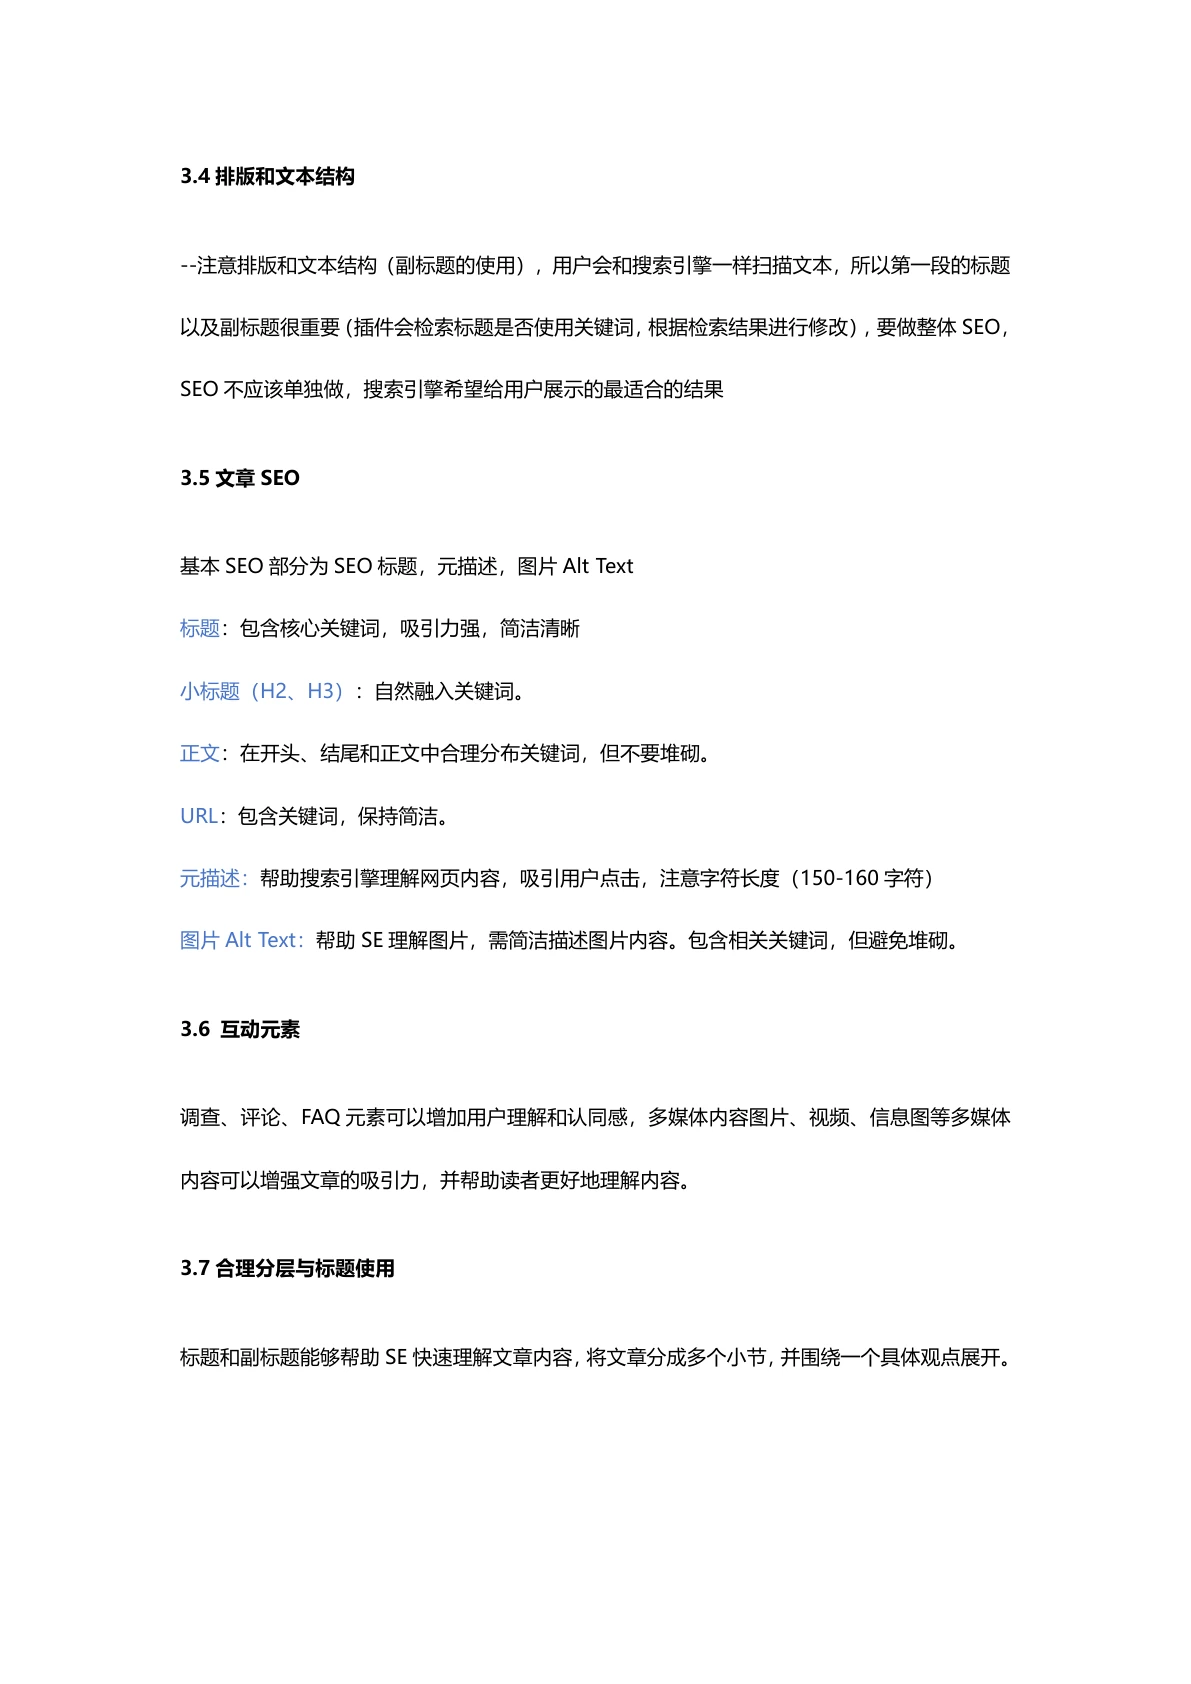 3.4 排版和文本结构
--注意排版和文本结构（副标题的使用），用户会和搜索引擎一样扫描文本，所以第一段的标题
以及副标题很重要（插件会检索标题是否使用关键词，根据检索结果进行修改），要做整体 SEO，
SEO 不应该单独做，搜索引擎希望给用户展示的最适合的结果
3.5 文章 SEO
基本 SEO 部分为 SEO 标题，元描述，图片 Alt Text
标题：包含核心关键词，吸引力强，简洁清晰
小标题（H2、H3）：自然融入关键词。
正文：在开头、结尾和正文中合理分布关键词，但不要堆砌。
URL：包含关键词，保持简洁。
元描述：帮助搜索引擎理解网页内容，吸引用户点击，注意字符长度（150-160 字符）
图片 Alt Text：帮助 SE 理解图片，需简洁描述图片内容。包含相关关键词，但避免堆砌。
3.6 互动元素
调查、评论、FAQ 元素可以增加用户理解和认同感，多媒体内容图片、视频、信息图等多媒体
内容可以增强文章的吸引力，并帮助读者更好地理解内容。
3.7 合理分层与标题使用
标题和副标题能够帮助 SE 快速理解文章内容，将文章分成多个小节，并围绕一个具体观点展开。